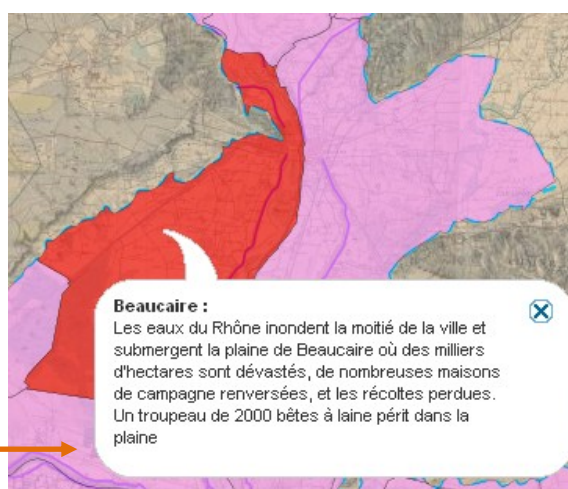 Beaucaire :
Les eaux du Rhône inondent la moitié de la ville et
submergent la plaine de Beaucaire où des milliers
d'hectares sont dévastés, de nombreuses maisons
de campagne renversées, et les récoltes perdues.
Un troupeau de 2000 bêtes à laine périt dans la
plaine